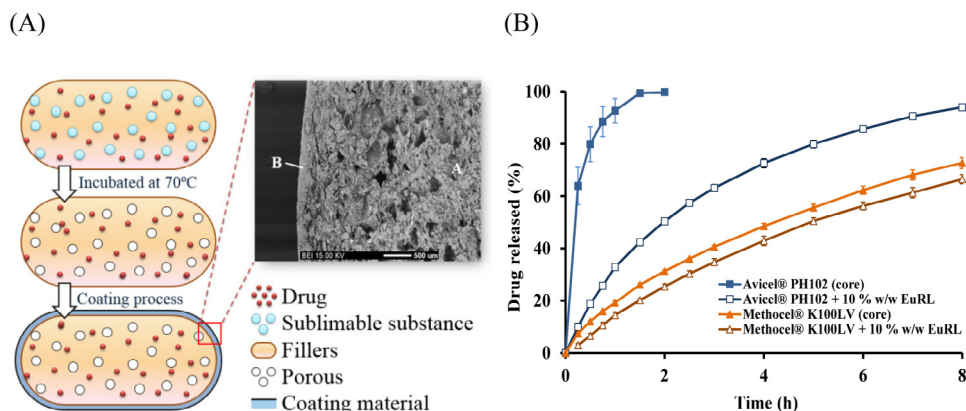 (A)
Incubated at 70ºC
Coating process
B
A
BEI 15.00 KV
500 um
Drug
Sublimable substance
Fillers
Porous
Coating material
(B)
Drug released (%)
100
80
60
40
20
0
0
2
4
6
8
Time (h)
Avicel® PH102 (core)
Avicel® PH102 + 10 % w/w EuRL
Methocel® K100LV (core)
Methocel® K100LV + 10 % w/w EuRL